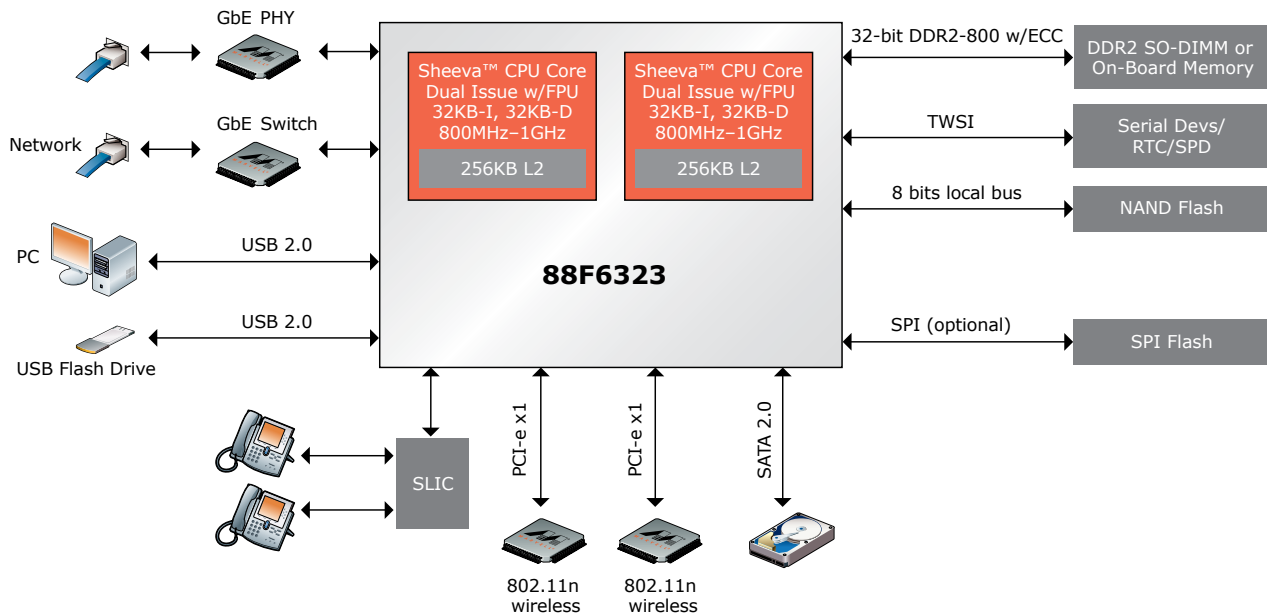 GbE PHY
GbE Switch
Network
PC
USB 2.0
USB 2.0
USB Flash Drive
Sheeva™ CPU Core
Dual Issue w/FPU
32KB-I, 32KB-D
800MHz–1GHz
256KB L2
Sheeva™ CPU Core
Dual Issue w/FPU
32KB-I, 32KB-D
800MHz–1GHz
256KB L2
88F6323
32-bit DDR2-800 w/ECC
DDR2 SO-DIMM or
On-Board Memory
TWSI
Serial Devs/
RTC/SPD
8 bits local bus
NAND Flash
SPI (optional)
SPI Flash
SLIC
PCI-e x1
PCI-e x1
SATA 2.0
802.11n
wireless
802.11n
wireless